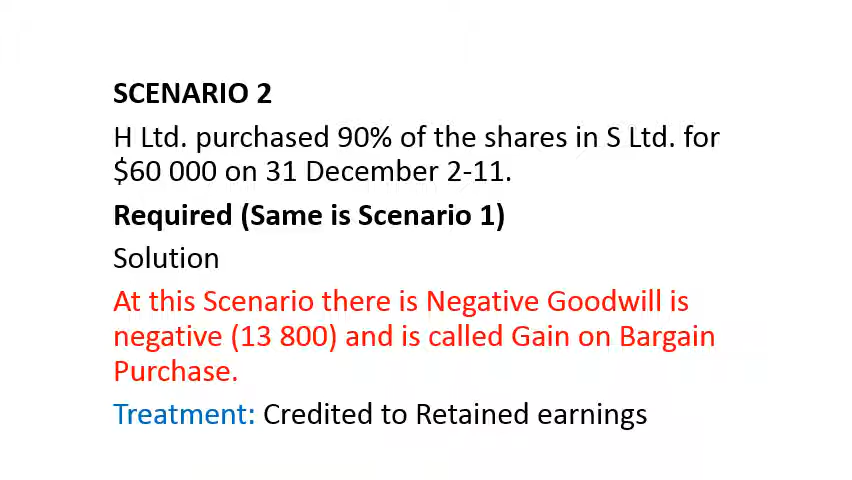 SCENARIO 2
H Ltd. purchased 90% of the shares in S Ltd. for
$60 000 on 31 December 2-11.
Required (Same is Scenario 1)
Solution
At this Scenario there is Negative Goodwill is
negative (13 800) and is called Gain on Bargain
Purchase.
Treatment: Credited to Retained earnings